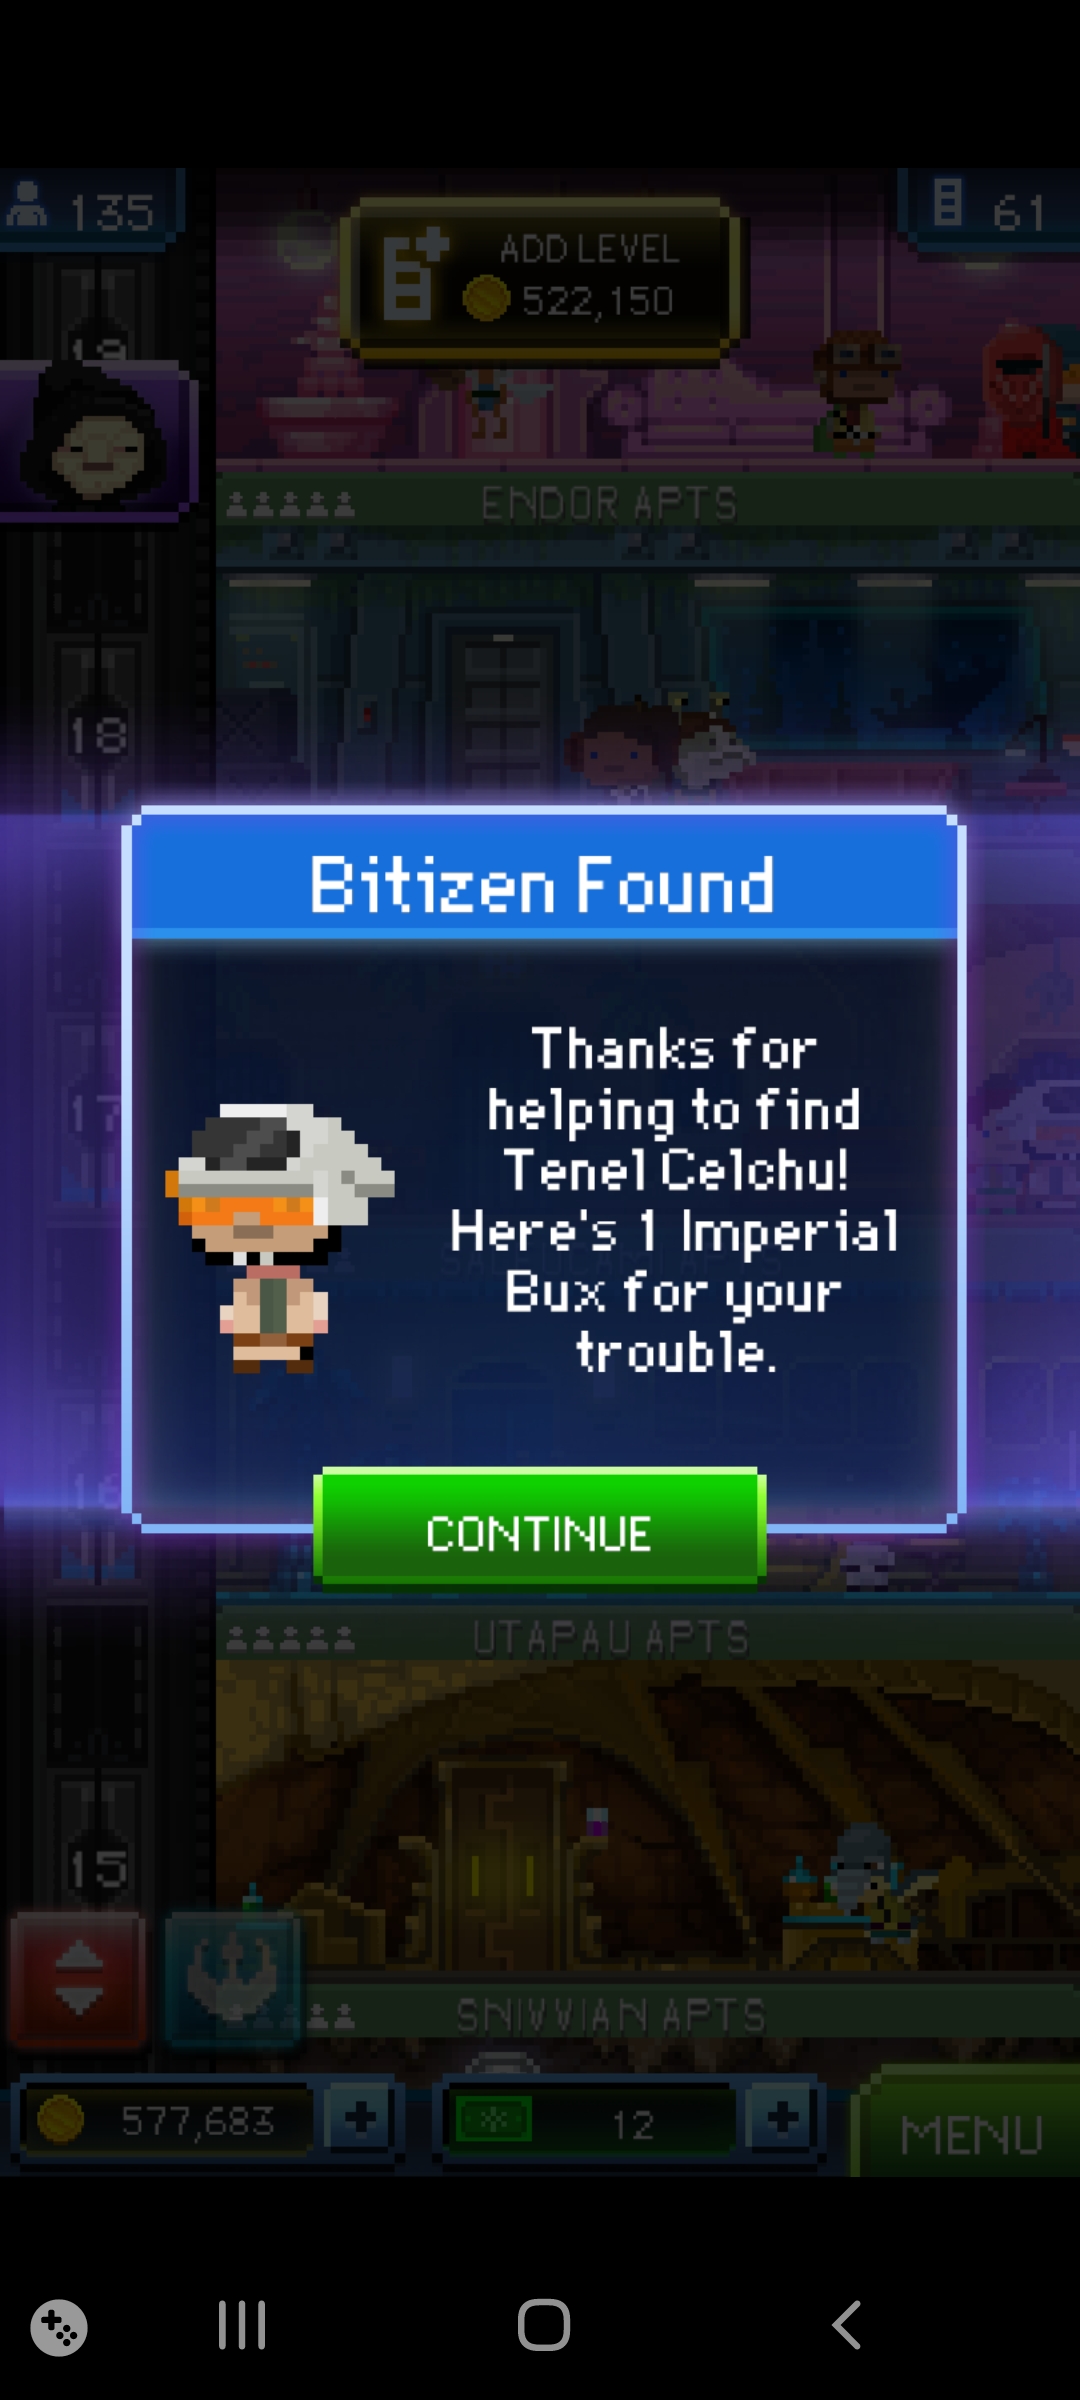 135
61
ADD LEVEL
522,150
19
ENDOR APTS
18
Bitizen Found
Thanks for
helping to find
Tenel Celchu!
Here's 1 Imperial
Bux for your
trouble.
17
16
CONTINUE
UTAPAU APTS
15
SNIVVIAN APTS
577,683
12
MENU